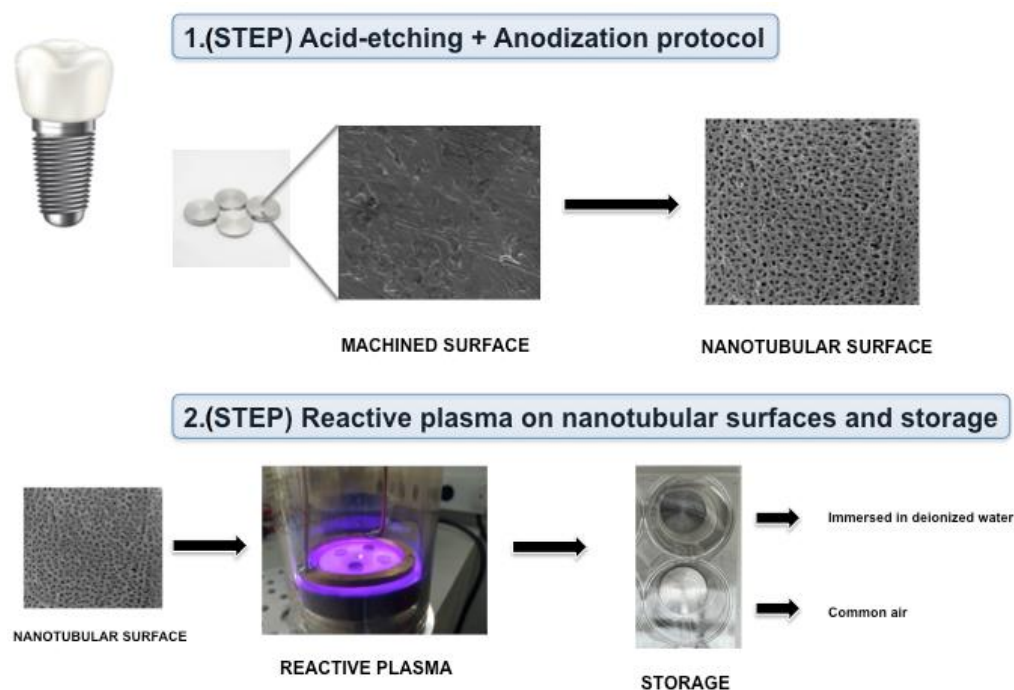 1.(STEP) Acid-etching + Anodization protocol
MACHINED SURFACE
NANOTUBULAR SURFACE
2.(STEP) Reactive plasma on nanotubular surfaces and storage
Immersed in deionized water
Common air
NANOTUBULAR SURFACE
REACTIVE PLASMA
STORAGE